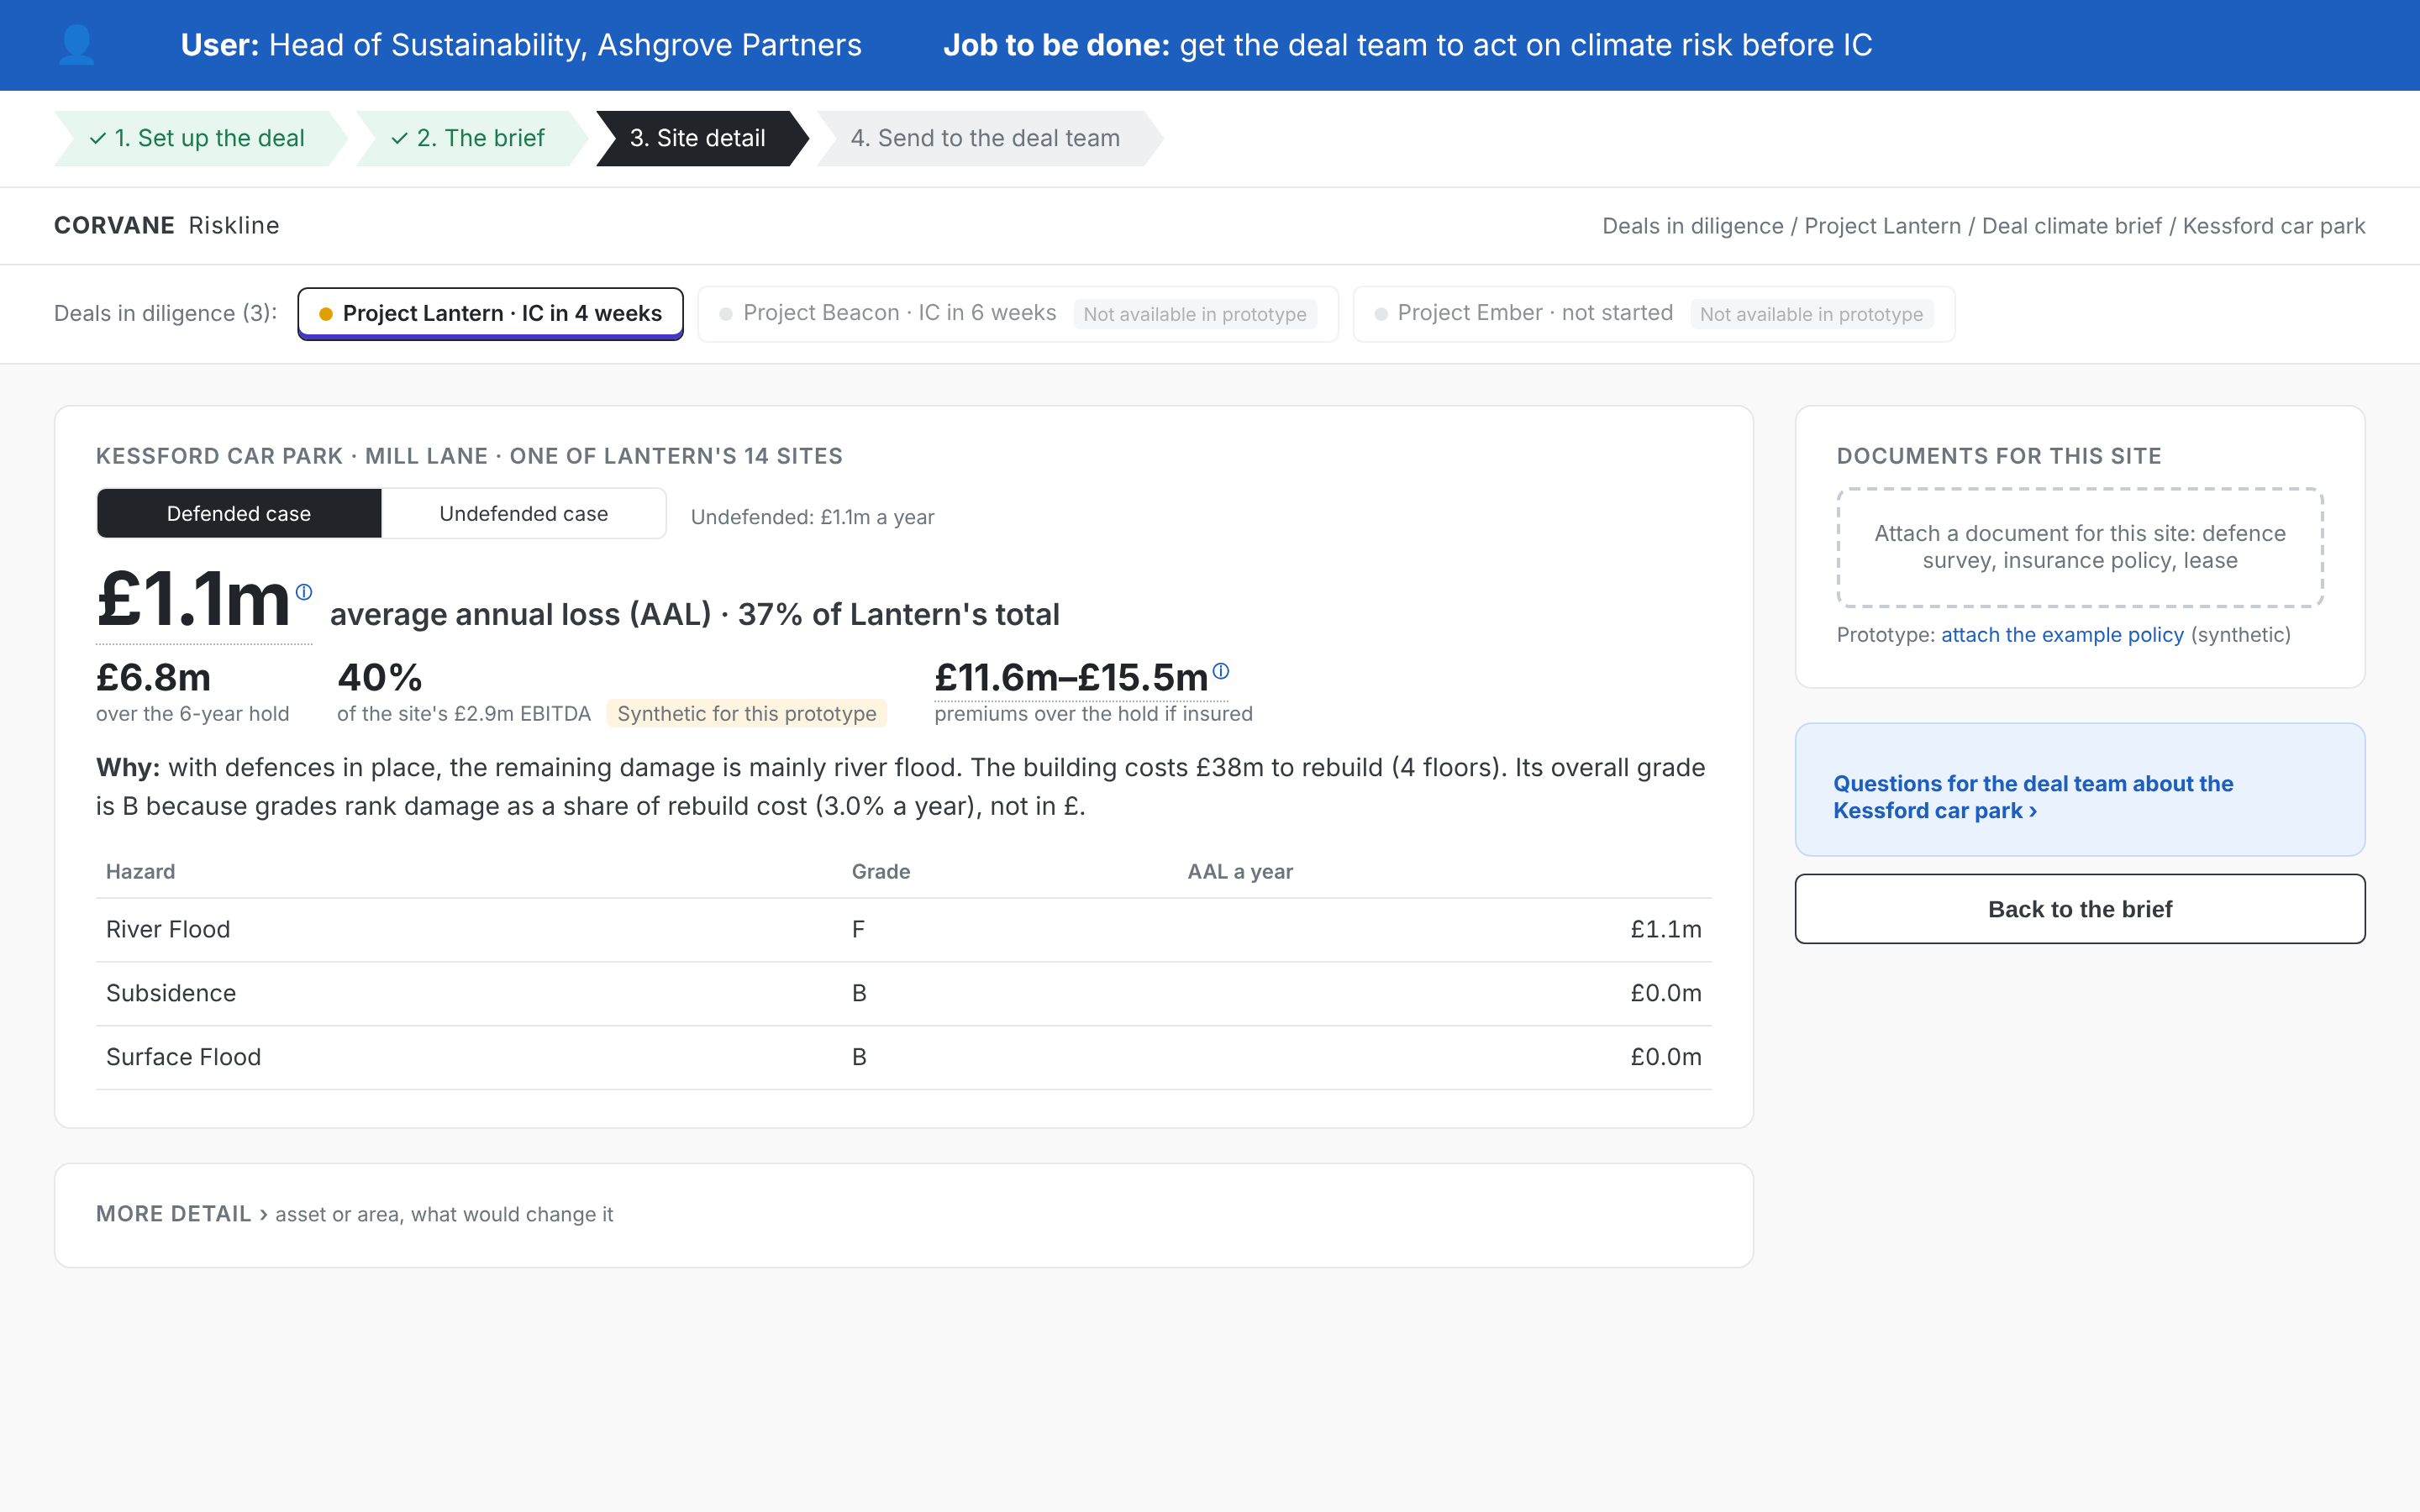 User: Head of Sustainability, Ashgrove Partners
Job to be done: get the deal team to act on climate risk before IC
✓ 1. Set up the deal
✓ 2. The brief
3. Site detail
4. Send to the deal team
CORVANE Riskline
Deals in diligence / Project Lantern / Deal climate brief / Kessford car park
Deals in diligence (3):
Project Lantern · IC in 4 weeks
Project Beacon · IC in 6 weeks Not available in prototype
Project Ember · not started Not available in prototype
KESSFORD CAR PARK · MILL LANE · ONE OF LANTERN'S 14 SITES
Defended case
Undefended case
Undefended: £1.1m a year
£1.1m ⓘ average annual loss (AAL) · 37% of Lantern's total
£6.8m
over the 6-year hold
40%
of the site's £2.9m EBITDA Synthetic for this prototype
£11.6m–£15.5m ⓘ
premiums over the hold if insured
Why: with defences in place, the remaining damage is mainly river flood. The building costs £38m to rebuild (4 floors). Its overall grade
is B because grades rank damage as a share of rebuild cost (3.0% a year), not in £.
Hazard Grade AAL a year
River Flood F £1.1m
Subsidence B £0.0m
Surface Flood B £0.0m
MORE DETAIL › asset or area, what would change it
DOCUMENTS FOR THIS SITE
Attach a document for this site: defence
survey, insurance policy, lease
Prototype: attach the example policy (synthetic)
Questions for the deal team about the
Kessford car park ›
Back to the brief